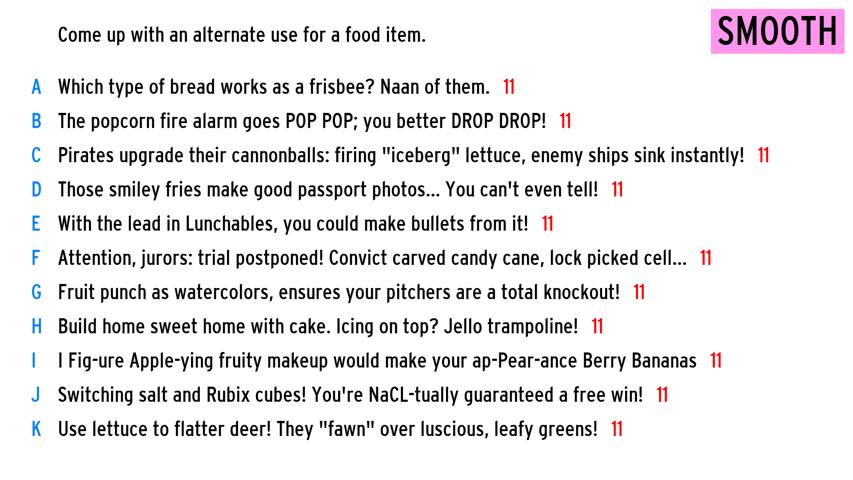 Come up with an alternate use for a food item.
SMOOTH
A Which type of bread works as a frisbee? Naan of them. 11
B The popcorn fire alarm goes POP POP; you better DROP DROP! 11
C Pirates upgrade their cannonballs: firing "iceberg" lettuce, enemy ships sink instantly! 11
D Those smiley fries make good passport photos... You can't even tell! 11
E With the lead in Lunchables, you could make bullets from it! 11
F Attention, jurors: trial postponed! Convict carved candy cane, lock picked cell... 11
G Fruit punch as watercolors, ensures your pitchers are a total knockout! 11
H Build home sweet home with cake. Icing on top? Jello trampoline! 11
I I Fig-ure Apple-ying fruity makeup would make your ap-Pear-ance Berry Bananas 11
J Switching salt and Rubix cubes! You're NaCL-tually guaranteed a free win! 11
K Use lettuce to flatter deer! They "fawn" over luscious, leafy greens! 11